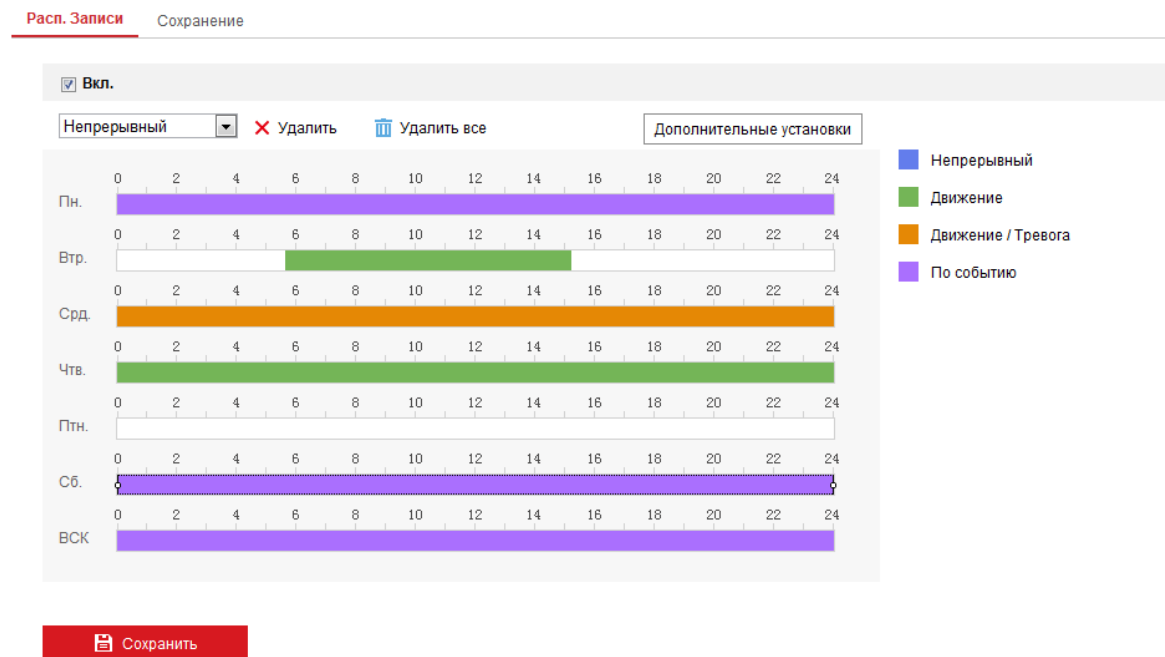 Расп. Записи Сохранение
Вкл.
Непрерывный Удалить Удалить все Дополнительные установки
Непрерывный
0 2 4 6 8 10 12 14 16 18 20 22 24
Пн.
Движение
0 2 4 6 8 10 12 14 16 18 20 22 24
Движение / Тревога
Втр.
По событию
0 2 4 6 8 10 12 14 16 18 20 22 24
Срд.
0 2 4 6 8 10 12 14 16 18 20 22 24
Чтв.
0 2 4 6 8 10 12 14 16 18 20 22 24
Птн.
0 2 4 6 8 10 12 14 16 18 20 22 24
Сб.
0 2 4 6 8 10 12 14 16 18 20 22 24
ВСК
Сохранить